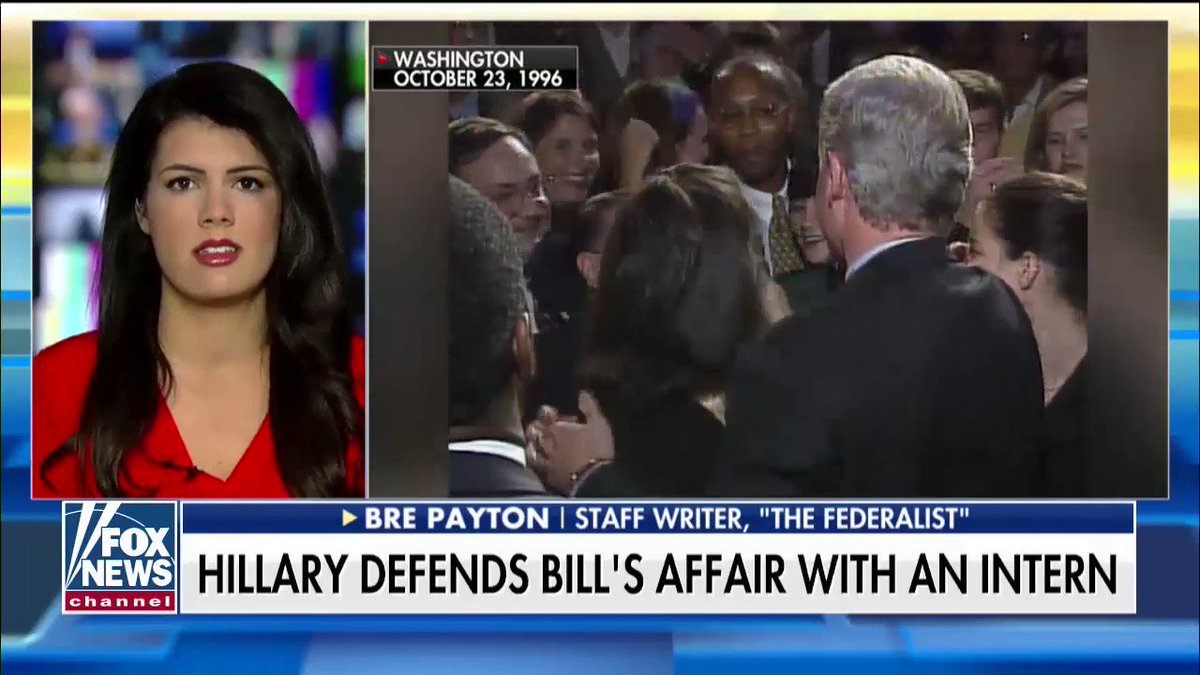 WASHINGTON
OCTOBER 23, 1996
BRE PAYTON | STAFF WRITER, "THE FEDERALIST"
FOX
NEWS
channel
HILLARY DEFENDS BILL'S AFFAIR WITH AN INTERN